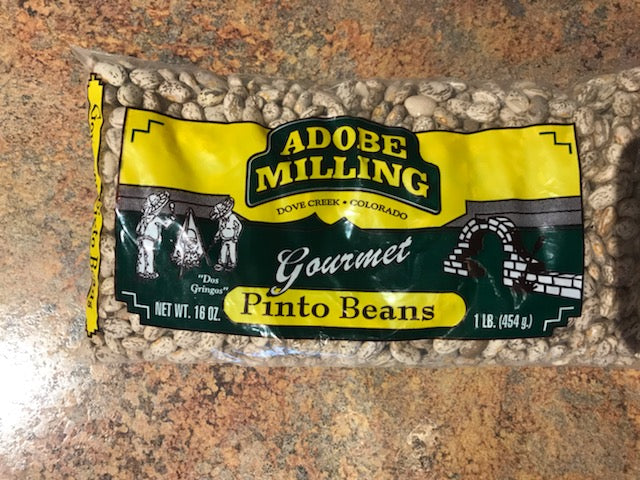 ADOBE
MILLING
DOVE CREEK • COLORADO
Gourmet
"Dos
Gringos"
Pinto Beans
NET WT. 16 OZ.
1 LB. (454 g.)